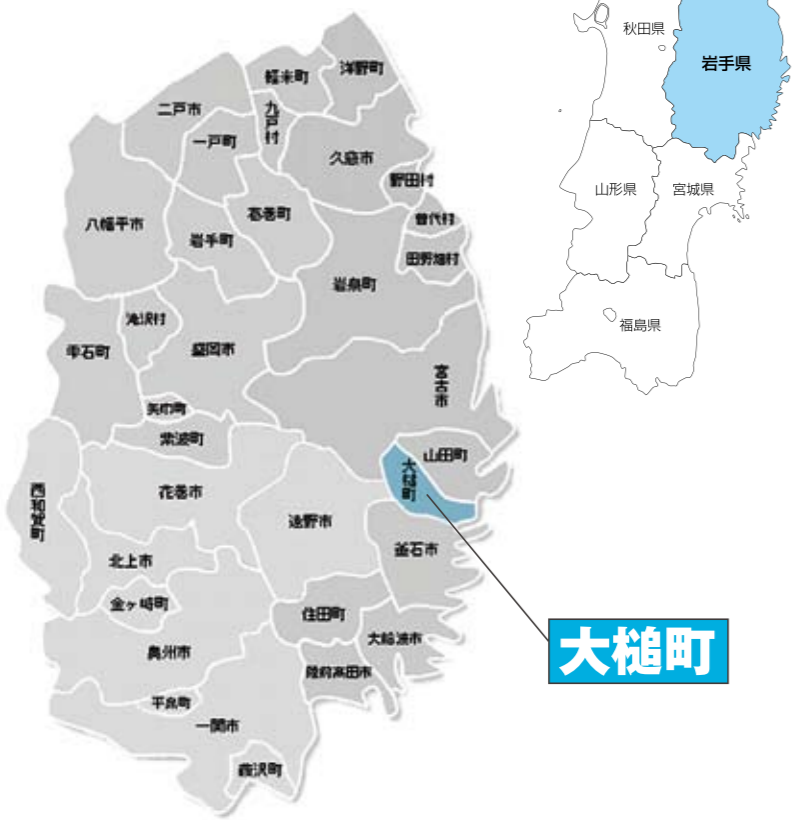 秋田県
岩手県
山形県
宮城県
福島県
軽米町
洋野町
二戸市
九戸村
一戸町
久慈市
野田村
葛巻町
普代村
八幡平市
岩手町
田野畑村
岩泉町
滝沢村
雫石町
盛岡市
宮古市
矢巾町
紫波町
山田町
大槌町
西和賀町
花巻市
遠野市
釜石市
北上市
金ヶ崎町
住田町
大船渡市
奥州市
陸前高田市
平泉町
一関市
藤沢町
大槌町